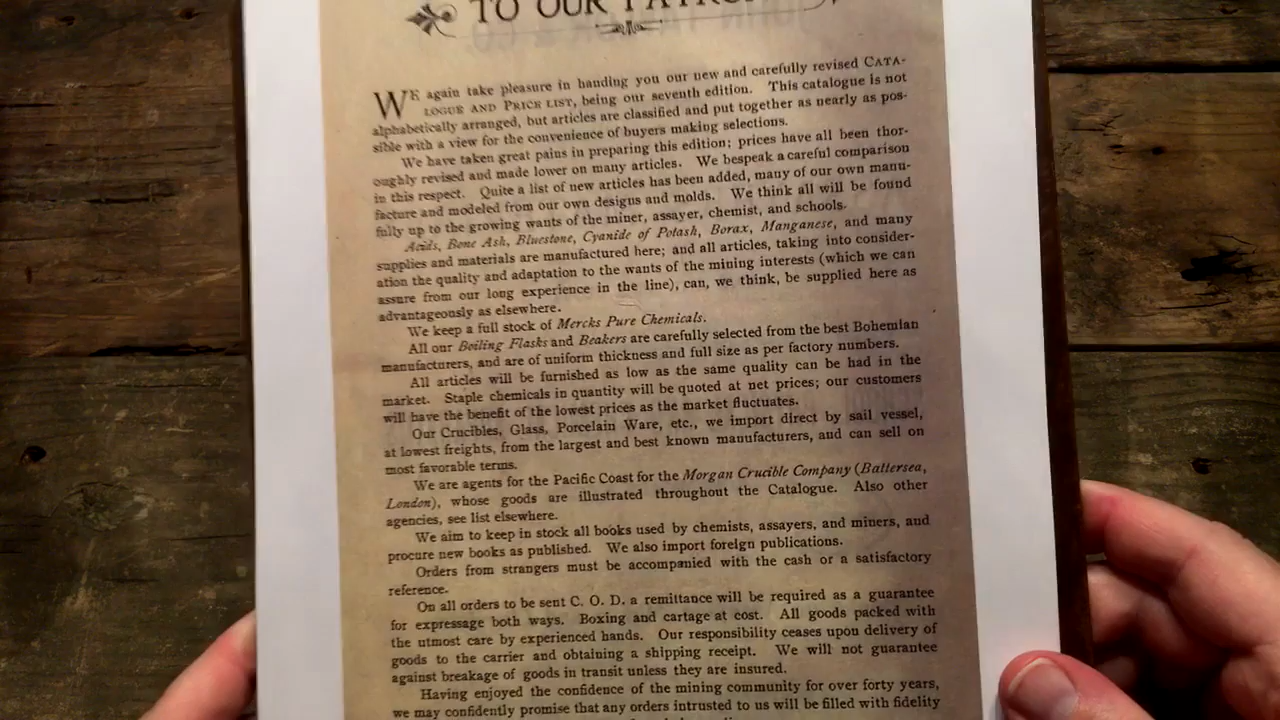 TO OUR PATRO
WE again take pleasure in handing you our new and carefully revised CATA-
LOGUE AND PRICE LIST, being our seventh edition. This catalogue is not
alphabetically arranged, but articles are classified and put together as nearly as pos-
sible with a view for the convenience of buyers making selections.
We have taken great pains in preparing this edition; prices have all been thor-
oughly revised and made lower on many articles. We bespeak a careful comparison
in this respect. Quite a list of new articles has been added, many of our own manu-
facture and modeled from our own designs and molds. We think all will be found
fully up to the growing wants of the miner, assayer, chemist, and schools.
Acids, Bone Ash, Bluestone, Cyanide of Potash, Borax, Manganese, and many
supplies and materials are manufactured here; and all articles, taking into consider-
ation the quality and adaptation to the wants of the mining interests (which we can
assure from our long experience in the line), can, we think, be supplied here as
advantageously as elsewhere.
We keep a full stock of Mercks Pure Chemicals.
All our Boiling Flasks and Beakers are carefully selected from the best Bohemian
manufacturers, and are of uniform thickness and full size as per factory numbers.
All articles will be furnished as low as the same quality can be had in the
market. Staple chemicals in quantity will be quoted at net prices; our customers
will have the benefit of the lowest prices as the market fluctuates.
Our Crucibles, Glass, Porcelain Ware, etc., we import direct by sail vessel,
at lowest freights, from the largest and best known manufacturers, and can sell on
most favorable terms.
We are agents for the Pacific Coast for the Morgan Crucible Company (Battersea,
London), whose goods are illustrated throughout the Catalogue. Also other
agencies, see list elsewhere.
We aim to keep in stock all books used by chemists, assayers, and miners, and
procure new books as published. We also import foreign publications.
Orders from strangers must be accompanied with the cash or a satisfactory
reference.
On all orders to be sent C. O. D. a remittance will be required as a guarantee
for expressage both ways. Boxing and cartage at cost. All goods packed with
the utmost care by experienced hands. Our responsibility ceases upon delivery of
goods to the carrier and obtaining a shipping receipt. We will not guarantee
against breakage of goods in transit unless they are insured.
Having enjoyed the confidence of the mining community for over forty years,
we may confidently promise that any orders intrusted to us will be filled with fidelity